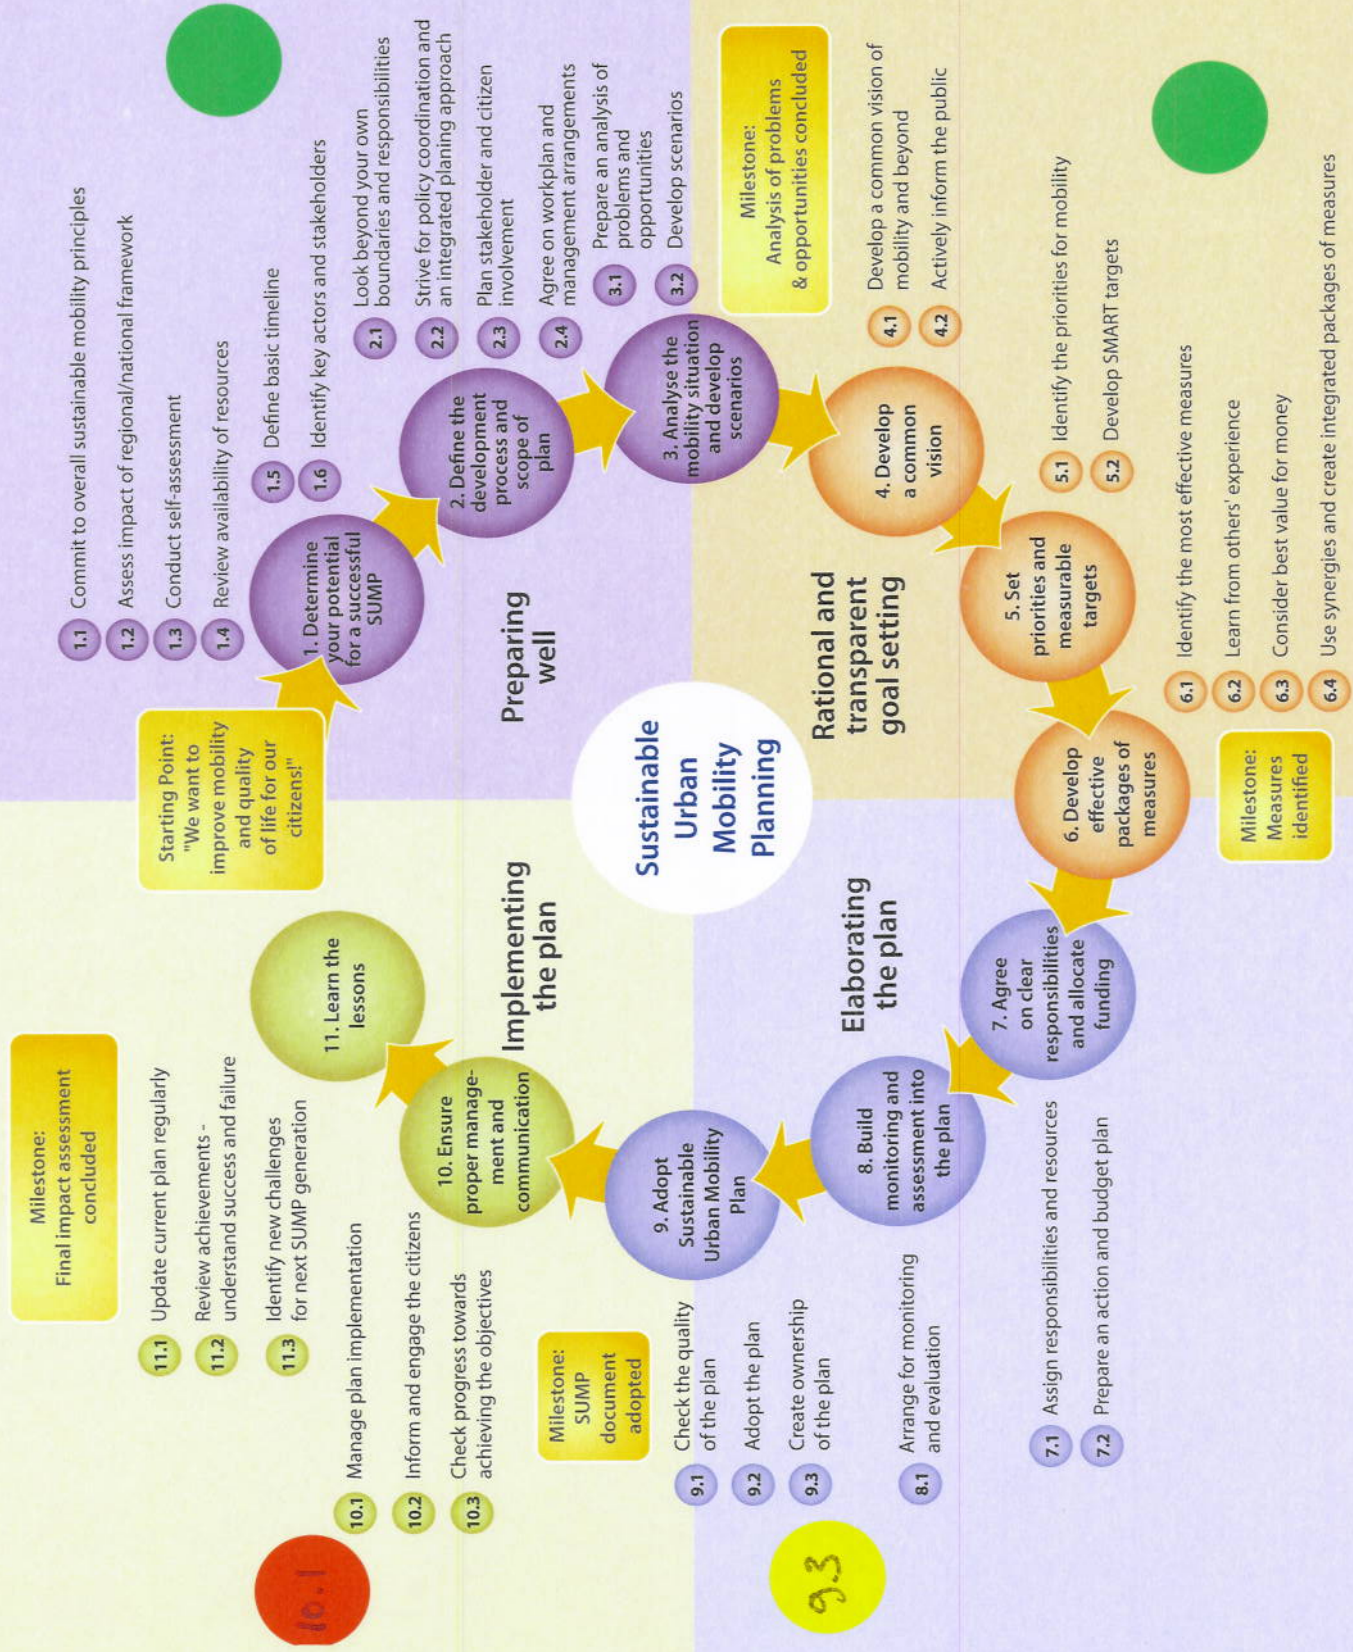 Starting Point:
"We want to
improve mobility
and quality
of life for our
citizens!"
1.1 Commit to overall sustainable mobility principles
1.2 Assess impact of regional/national framework
1.3 Conduct self-assessment
1.4 Review availability of resources
1.5 Define basic timeline
1.6 Identify key actors and stakeholders
1. Determine
your potential
for a successful
SUMP
2.1 Look beyond your own
boundaries and responsibilities
2.2 Strive for policy coordination and
an integrated planing approach
2.3 Plan stakeholder and citizen
involvement
2.4 Agree on workplan and
management arrangements
2. Define the
development
process and
scope of
plan
3.1 Prepare an analysis of
problems and
opportunities
3.2 Develop scenarios
3. Analyse the
mobility situation
and develop
scenarios
Preparing
well
Milestone:
Analysis of problems
& opportunities concluded
4.1 Develop a common vision of
mobility and beyond
4.2 Actively inform the public
4. Develop
a common
vision
5.1 Identify the priorities for mobility
5.2 Develop SMART targets
5. Set
priorities and
measurable
targets
Rational and
transparent
goal setting
6.1 Identify the most effective measures
6.2 Learn from others' experience
6.3 Consider best value for money
6.4 Use synergies and create integrated packages of measures
6. Develop
effective
packages of
measures
Milestone:
Measures
identified
Sustainable
Urban
Mobility
Planning
7. Agree
on clear
responsibilities
and allocate
funding
7.1 Assign responsibilities and resources
7.2 Prepare an action and budget plan
Elaborating
the plan
8. Build
monitoring and
assessment into
the plan
8.1 Arrange for monitoring
and evaluation
9. Adopt
Sustainable
Urban Mobility
Plan
9.1 Check the quality
of the plan
9.2 Adopt the plan
9.3 Create ownership
of the plan
9.3
Milestone:
SUMP
document
adopted
Implementing
the plan
10. Ensure
proper manage-
ment and
communication
10.1 Manage plan implementation
10.2 Inform and engage the citizens
10.3 Check progress towards
achieving the objectives
10.1
11. Learn the
lessons
11.1 Update current plan regularly
11.2 Review achievements -
understand success and failure
11.3 Identify new challenges
for next SUMP generation
Milestone:
Final impact assessment
concluded